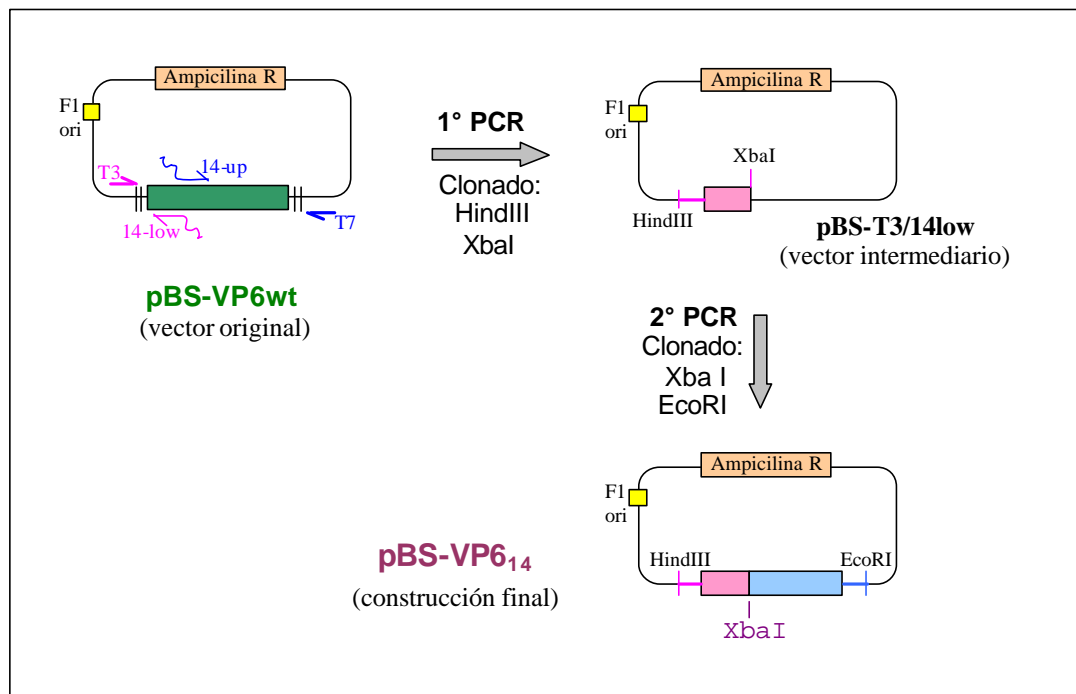 Ampicilina R
F1
ori
T3
14-up
14-low
T7
pBS-VP6wt
(vector original)
1° PCR
Clonado:
HindIII
XbaI
Ampicilina R
F1
ori
XbaI
HindIII
pBS-T3/14low
(vector intermediario)
2° PCR
Clonado:
Xba I
EcoRI
Ampicilina R
F1
ori
HindIII
EcoRI
XbaI
pBS-VP6₁₄
(construcción final)